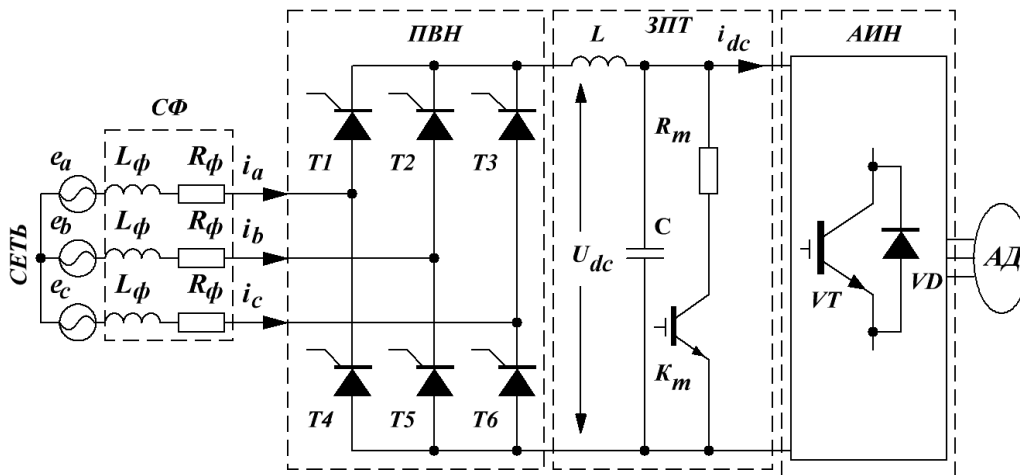 ПВН
L
ЗПТ
i_dc
АИН
СФ
R_m
e_a
L_ф
R_ф
i_a
T1
T2
T3
e_b
L_ф
R_ф
i_b
C
U_dc
СЕТЬ
e_c
L_ф
R_ф
i_c
VT
VD
АД
K_m
T4
T5
T6